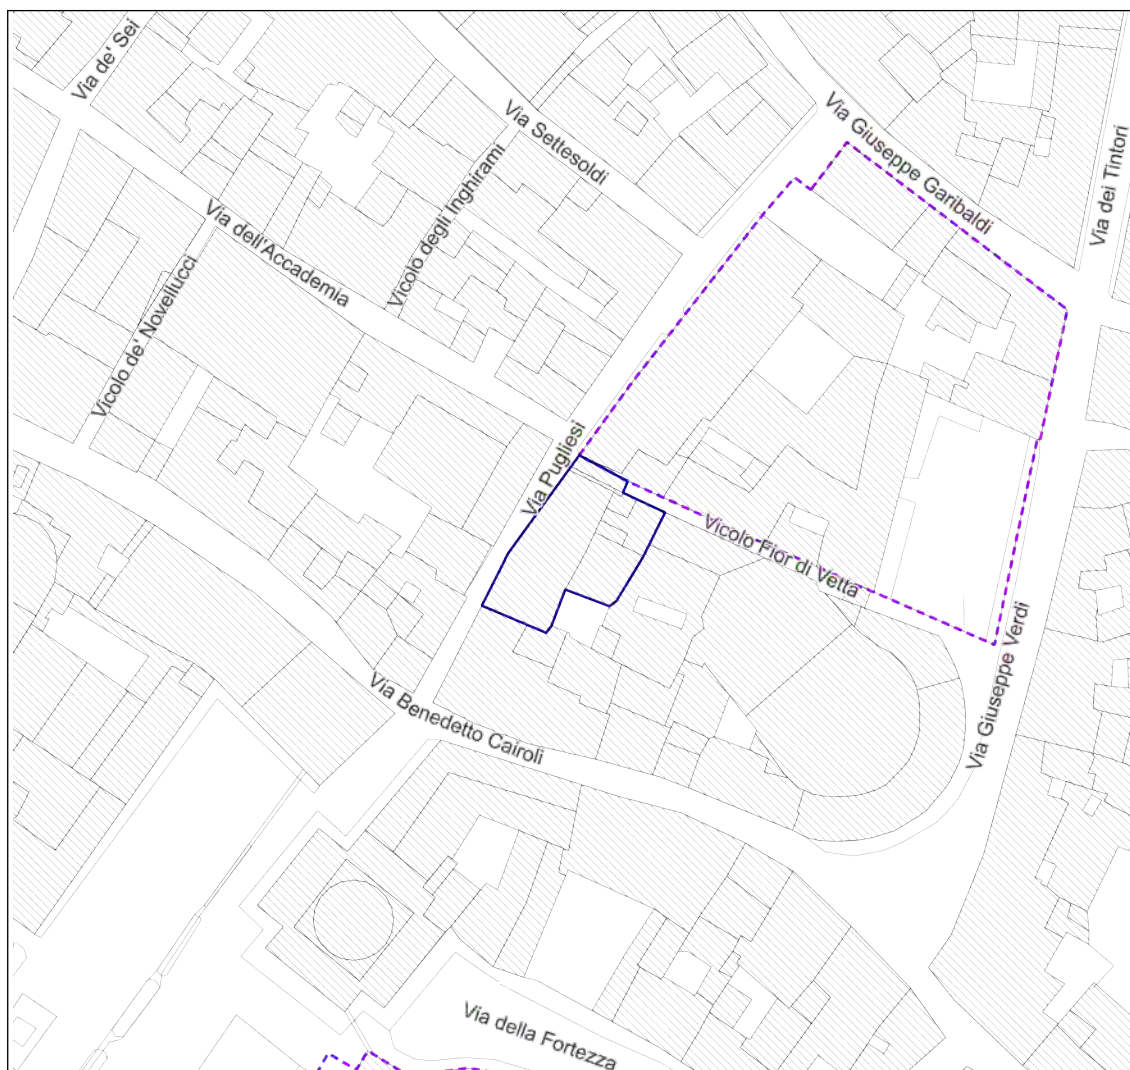 Via de' Sei
Via Settesoldi
Via Giuseppe Garibaldi
Via dei Tintori
Vicolo degli Inghirami
Via dell'Accademia
Vicolo de' Novellucci
Via Pugliesi
Vicolo Fior di Vetta
Via Giuseppe Verdi
Via Benedetto Cairoli
Via della Fortezza